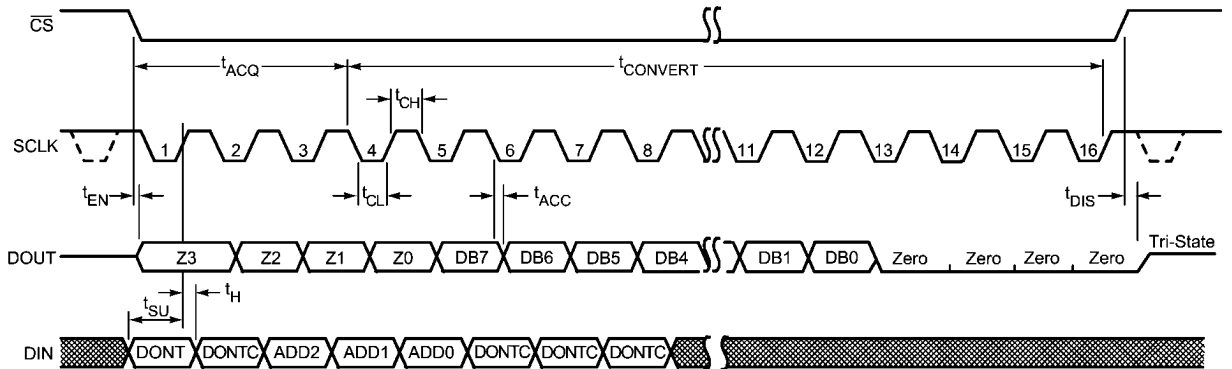 CS
tACQ
tCONVERT
tCH
SCLK
1 2 3 4 5 6 7 8 11 12 13 14 15 16
tEN
tCL
tACC
tDIS
Tri-State
DOUT
Z3 Z2 Z1 Z0 DB7 DB6 DB5 DB4 DB1 DB0 Zero Zero Zero Zero
tSU
tH
DIN
DONT DONTC ADD2 ADD1 ADD0 DONTC DONTC DONTC